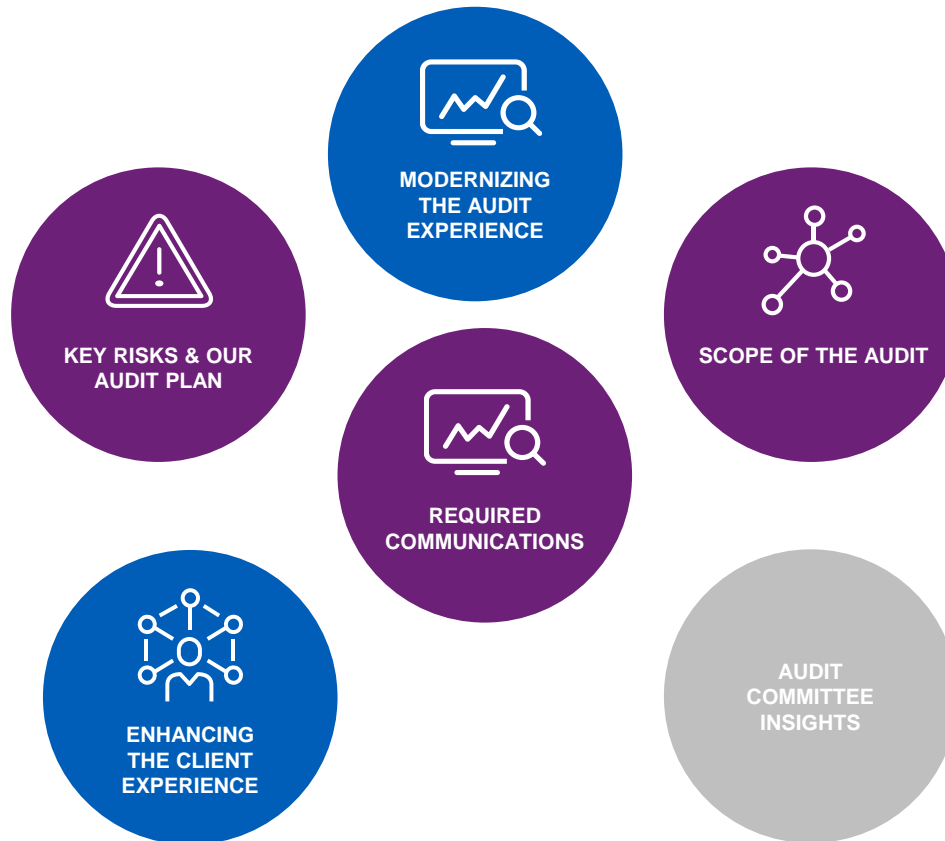 MODERNIZING
THE AUDIT
EXPERIENCE
KEY RISKS & OUR
AUDIT PLAN
SCOPE OF THE AUDIT
REQUIRED
COMMUNICATIONS
ENHANCING
THE CLIENT
EXPERIENCE
AUDIT
COMMITTEE
INSIGHTS